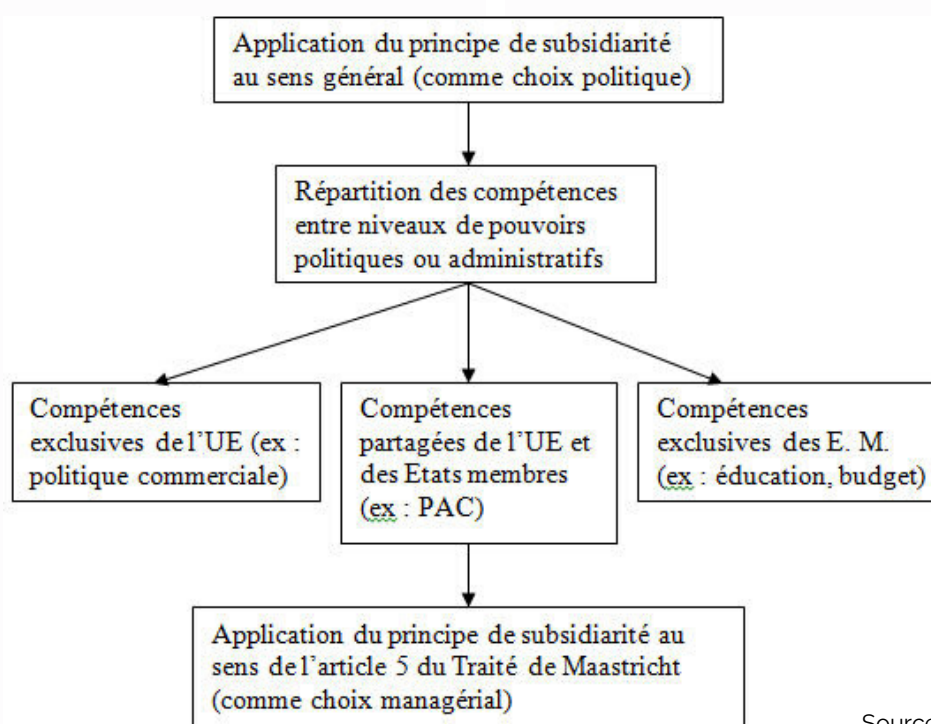 Application du principe de subsidiarité
au sens général (comme choix politique)
Répartition des compétences
entre niveaux de pouvoirs
politiques ou administratifs
Compétences
exclusives de l'UE (ex :
politique commerciale)
Compétences
partagées de l'UE et
des Etats membres
(ex : PAC)
Compétences
exclusives des E. M.
(ex : éducation, budget)
Application du principe de subsidiarité au
sens de l'article 5 du Traité de Maastricht
(comme choix managérial)
Source